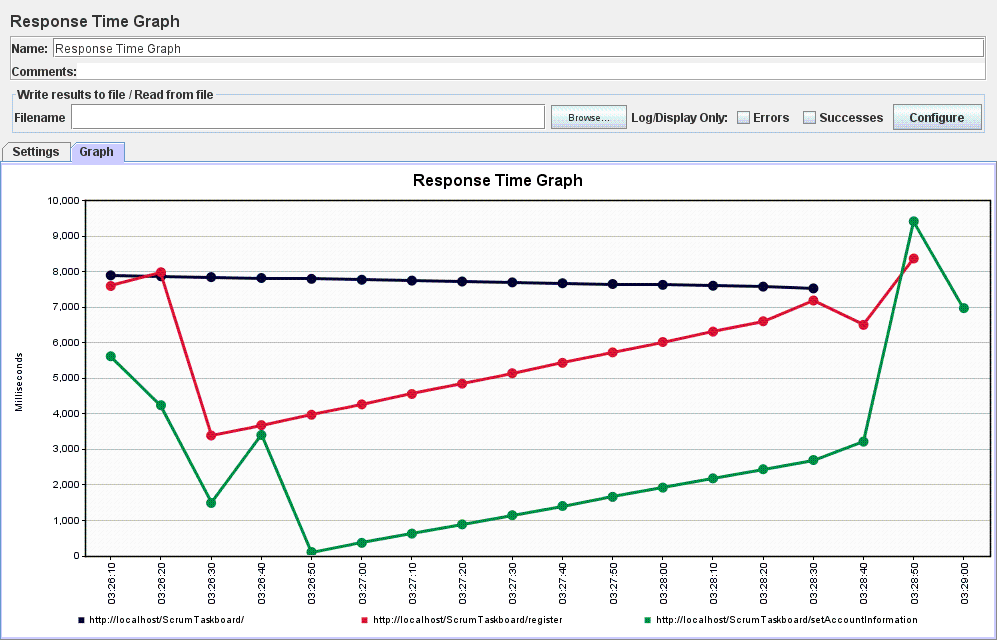 Response Time Graph
Name: Response Time Graph
Comments:
Write results to file / Read from file
Filename Browse... Log/Display Only: Errors Successes Configure
Settings Graph
Response Time Graph
10,000
9,000
8,000
7,000
6,000
5,000
4,000
3,000
2,000
1,000
0
Milliseconds
03:26:10 03:26:20 03:26:30 03:26:40 03:26:50 03:27:00 03:27:10 03:27:20 03:27:30 03:27:40 03:27:50 03:28:00 03:28:10 03:28:20 03:28:30 03:28:40 03:28:50 03:29:00
http://localhost/ScrumTaskboard/ http://localhost/ScrumTaskboard/register http://localhost/ScrumTaskboard/setAccountInformation